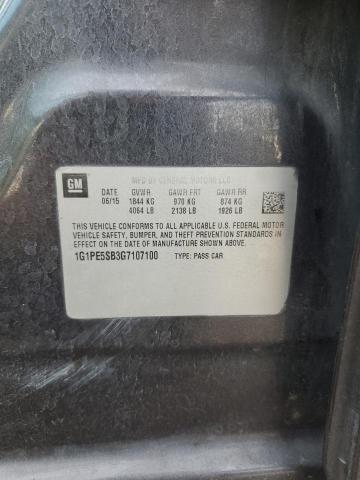 GM
MFD BY GENERAL MOTORS LLC
DATE GVWR GAWR FRT GAWR RR
06/15 1844 KG 970 KG 874 KG
4064 LB 2138 LB 1926 LB
THIS VEHICLE CONFORMS TO ALL APPLICABLE U.S. FEDERAL MOTOR
VEHICLE SAFETY, BUMPER, AND THEFT PREVENTION STANDARDS IN
EFFECT ON THE DATE OF MANUFACTURE SHOWN ABOVE.
1G1PE5SB3G7107100 TYPE: PASS CAR